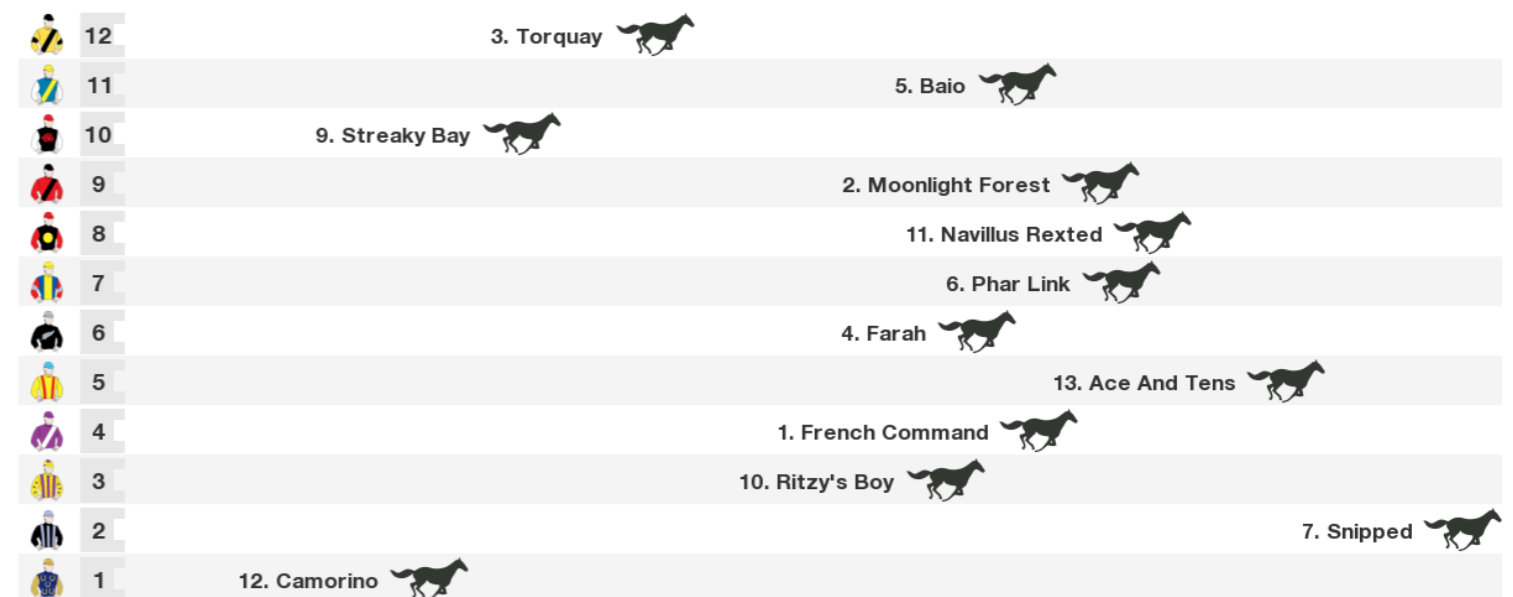 12 3. Torquay
11 5. Baio
10 9. Streaky Bay
9 2. Moonlight Forest
8 11. Navillus Rexted
7 6. Phar Link
6 4. Farah
5 13. Ace And Tens
4 1. French Command
3 10. Ritzy's Boy
2 7. Snipped
1 12. Camorino